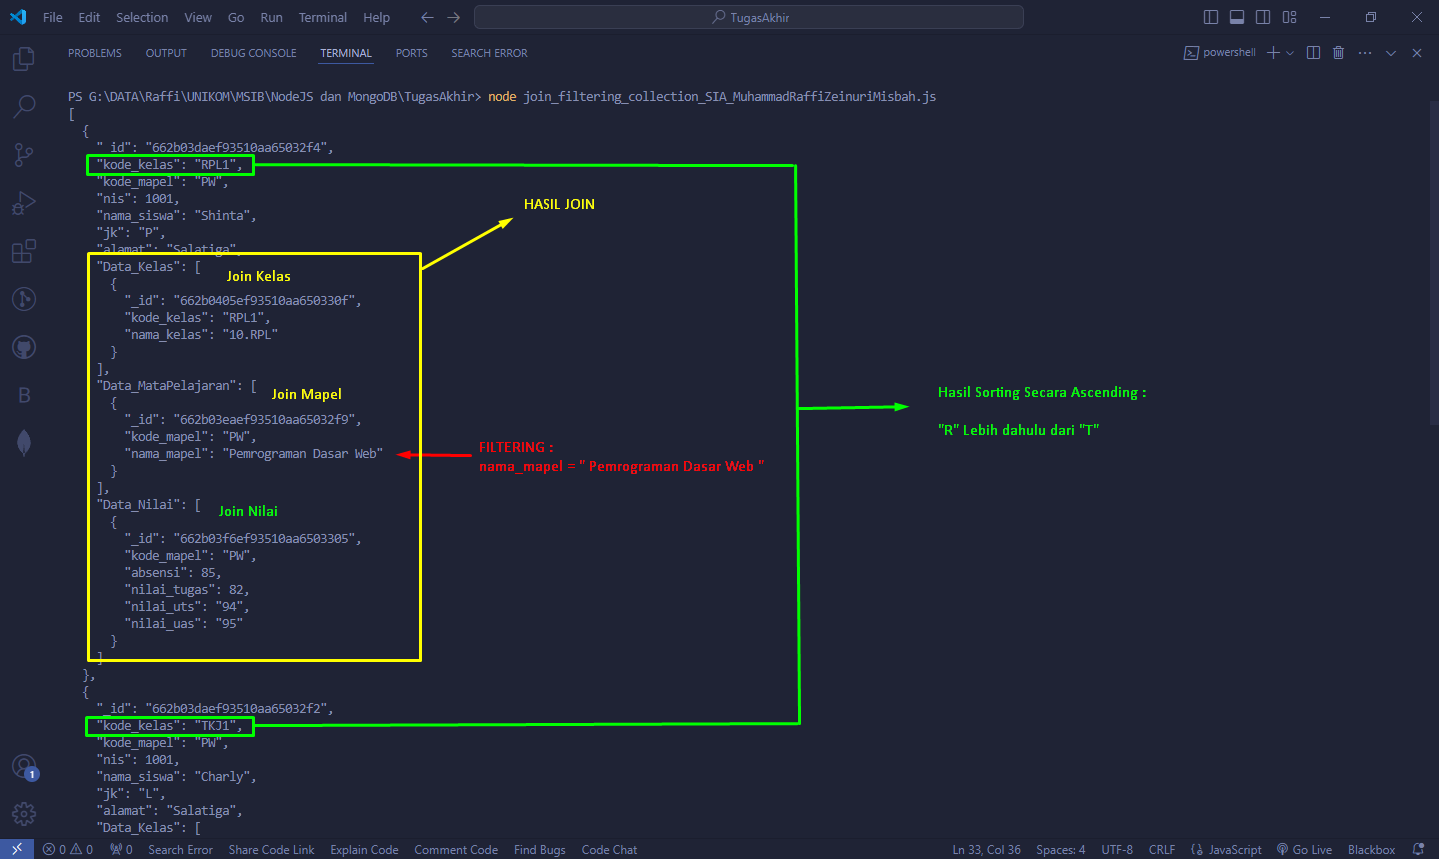 File Edit Selection View Go Run Terminal Help
TugasAkhir
PROBLEMS OUTPUT DEBUG CONSOLE TERMINAL PORTS SEARCH ERROR
powershell
PS G:\DATA\Raffi\UNIKOM\MSIB\NodeJS dan MongoDB\TugasAkhir> node join_filtering_collection_SIA_MuhammadRaffiZeinuriMisbah.js
[
{
"_id": "662b03daef93510aa65032f4",
"kode_kelas": "RPL1",
"kode_mapel": "PW",
"nis": 1001,
"nama_siswa": "Shinta",
HASIL JOIN
"jk": "P",
"alamat": "Salatiga",
"Data_Kelas": [
Join Kelas
{
"_id": "662b0405ef93510aa650330f",
"kode_kelas": "RPL1",
"nama_kelas": "10.RPL"
}
],
"Data_MataPelajaran": [
Join Mapel
{
"_id": "662b03eaef93510aa65032f9",
"kode_mapel": "PW",
"nama_mapel": "Pemrograman Dasar Web"
FILTERING :
nama_mapel = " Pemrograman Dasar Web "
Hasil Sorting Secara Ascending :
"R" Lebih dahulu dari "T"
}
],
"Data_Nilai": [
Join Nilai
{
"_id": "662b03f6ef93510aa6503305",
"kode_mapel": "PW",
"absensi": 85,
"nilai_tugas": 82,
"nilai_uts": "94",
"nilai_uas": "95"
}
]
},
{
"_id": "662b03daef93510aa65032f2",
"kode_kelas": "TKJ1",
"kode_mapel": "PW",
"nis": 1001,
"nama_siswa": "Charly",
"jk": "L",
"alamat": "Salatiga",
"Data_Kelas": [
B
1
0 0 0 Search Error Share Code Link Explain Code Comment Code Find Bugs Code Chat Ln 33, Col 36 Spaces: 4 UTF-8 CRLF JavaScript Go Live Blackbox